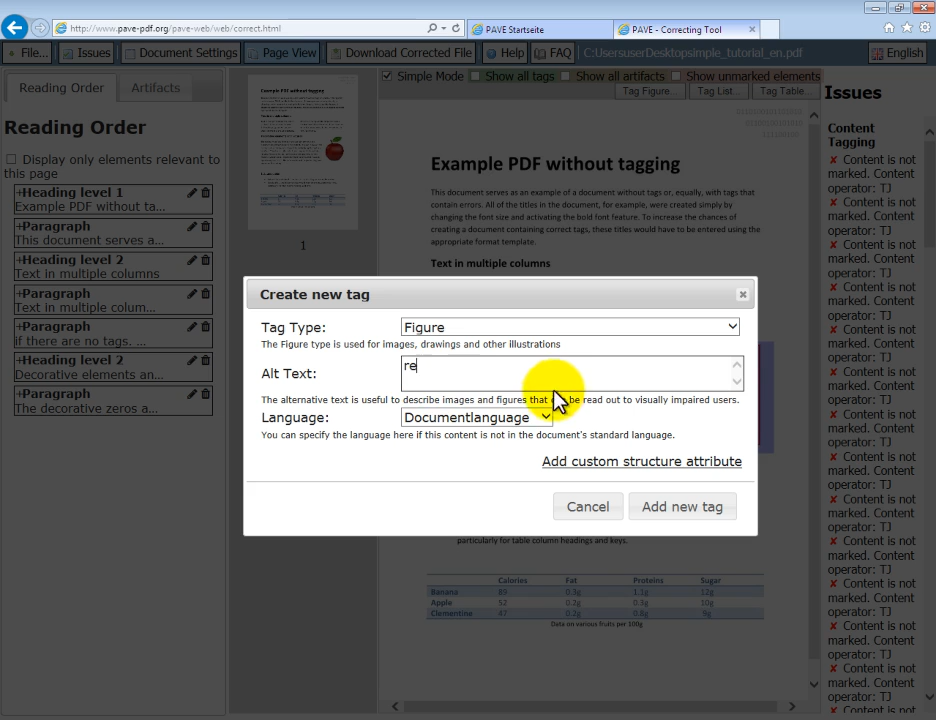 http://www.pave-pdf.org/pave-web/web/correct.html
PAVE Startseite
PAVE - Correcting Tool
File...
Issues
Document Settings
Page View
Download Corrected File
Help
FAQ
C:UsersuserDesktopsimple_tutorial_en.pdf
English
Reading Order
Artifacts
Reading Order
Display only elements relevant to
this page
+Heading level 1
Example PDF without ta...
+Paragraph
This document serves a...
+Heading level 2
Text in multiple columns
+Paragraph
Text in multiple colum...
+Paragraph
if there are no tags. ...
+Heading level 2
Decorative elements an...
+Paragraph
The decorative zeros a...
1
Simple Mode
Show all tags
Show all artifacts
Show unmarked elements
Tag Figure...
Tag List...
Tag Table...
Example PDF without tagging
This document serves as an example of a document without tags or, equally, with tags that
contain errors. All of the titles in the document, for example, were created simply by
changing the font size and activating the bold font feature. To increase the chances of
creating a document containing correct tags, these titles would have to be entered using the
appropriate format template.
Text in multiple columns
Create new tag
Tag Type:
Figure
The Figure type is used for images, drawings and other illustrations
Alt Text:
re
The alternative text is useful to describe images and figures that can be read out to visually impaired users.
Language:
Documentlanguage
You can specify the language here if this content is not in the document's standard language.
Add custom structure attribute
Cancel
Add new tag
particularly for table column headings and keys.
Calories Fat Proteins Sugar
Banana 89 0.3g 1.1g 12g
Apple 52 0.2g 0.3g 10g
Clementine 47 0.2g 0.8g 9g
Data on various fruits per 100g
Issues
Content
Tagging
Content is not
marked. Content
operator: TJ
Content is not
marked. Content
operator: TJ
Content is not
marked. Content
operator: TJ
Content is not
marked. Content
operator: TJ
Content is not
marked. Content
operator: TJ
Content is not
marked. Content
operator: TJ
Content is not
marked. Content
operator: TJ
Content is not
marked. Content
operator: TJ
Content is not
marked. Content
operator: TJ
Content is not
marked. Content
operator: TJ
Content is not
marked. Content
operator: TJ
Content is not
marked. Content
operator: TJ
Content is not
marked. Content
operator: TJ
Content is not